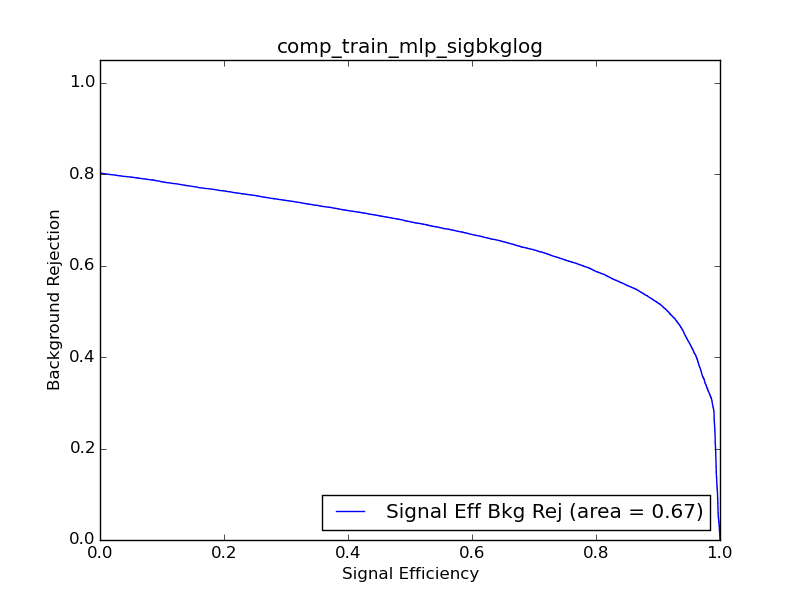 comp_train_mlp_sigbkglog
1.0
0.8
0.6
0.4
0.2
0.0
Background Rejection
Signal Eff Bkg Rej (area = 0.67)
0.0 0.2 0.4 0.6 0.8 1.0
Signal Efficiency